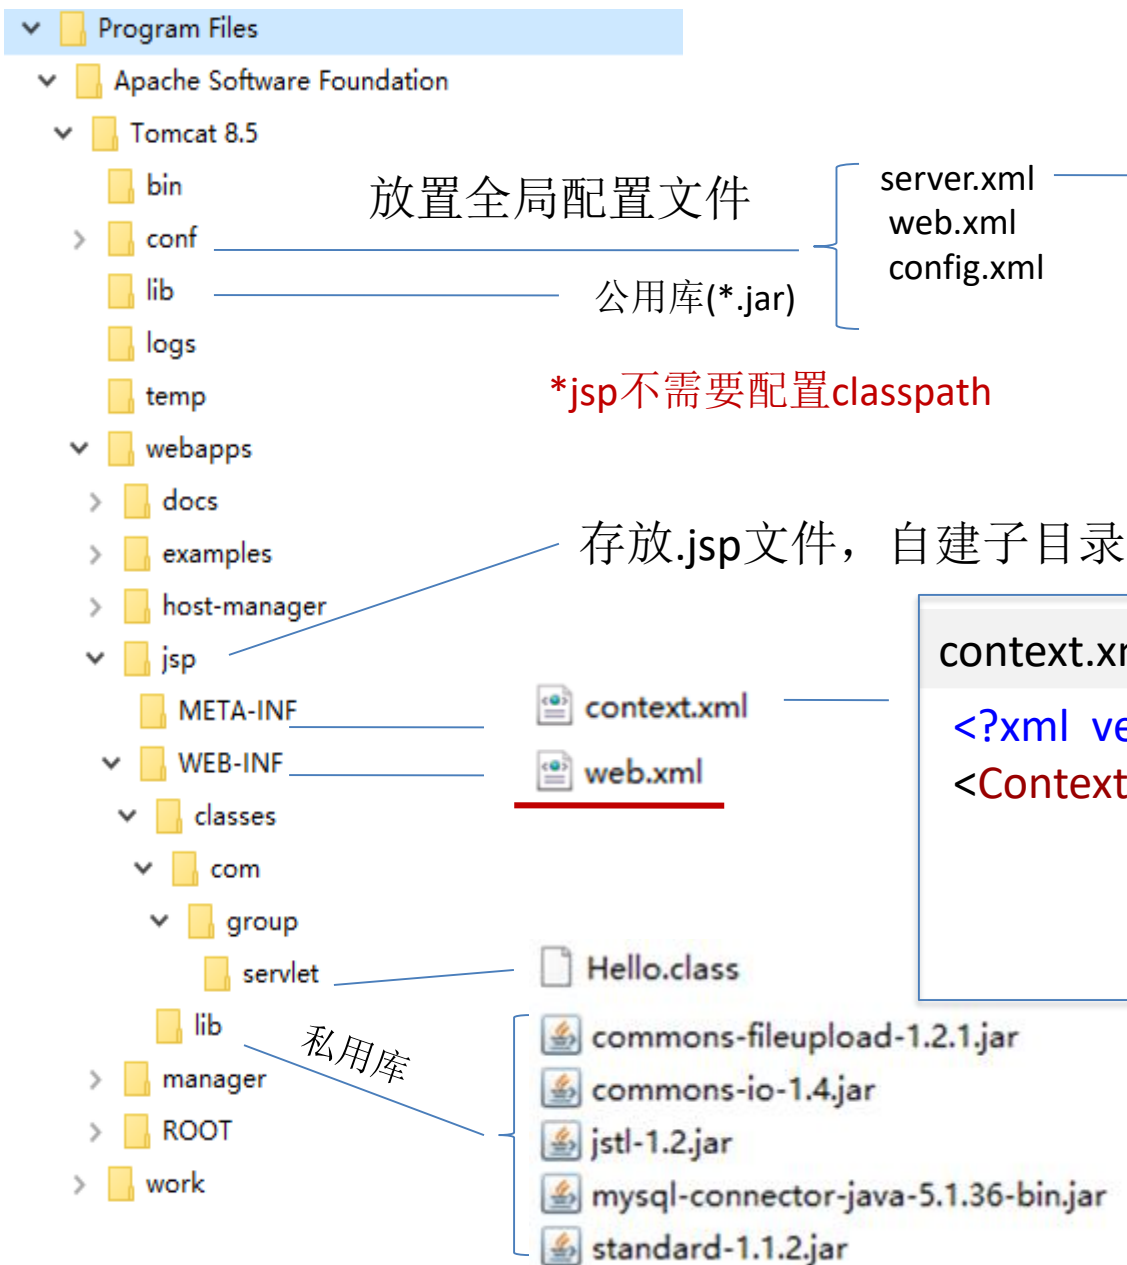 Program Files
Apache Software Foundation
Tomcat 8.5
bin
放置全局配置文件
server.xml
web.xml
config.xml
conf
lib
公用库(*.jar)
logs
temp
*jsp不需要配置classpath
webapps
docs
examples
存放.jsp文件，自建子目录
host-manager
jsp
META-INF
context.xml
WEB-INF
web.xml
context.xm
<?xml ve
<Context
classes
com
group
servlet
Hello.class
lib
私用库
commons-fileupload-1.2.1.jar
commons-io-1.4.jar
jstl-1.2.jar
mysql-connector-java-5.1.36-bin.jar
standard-1.1.2.jar
manager
ROOT
work